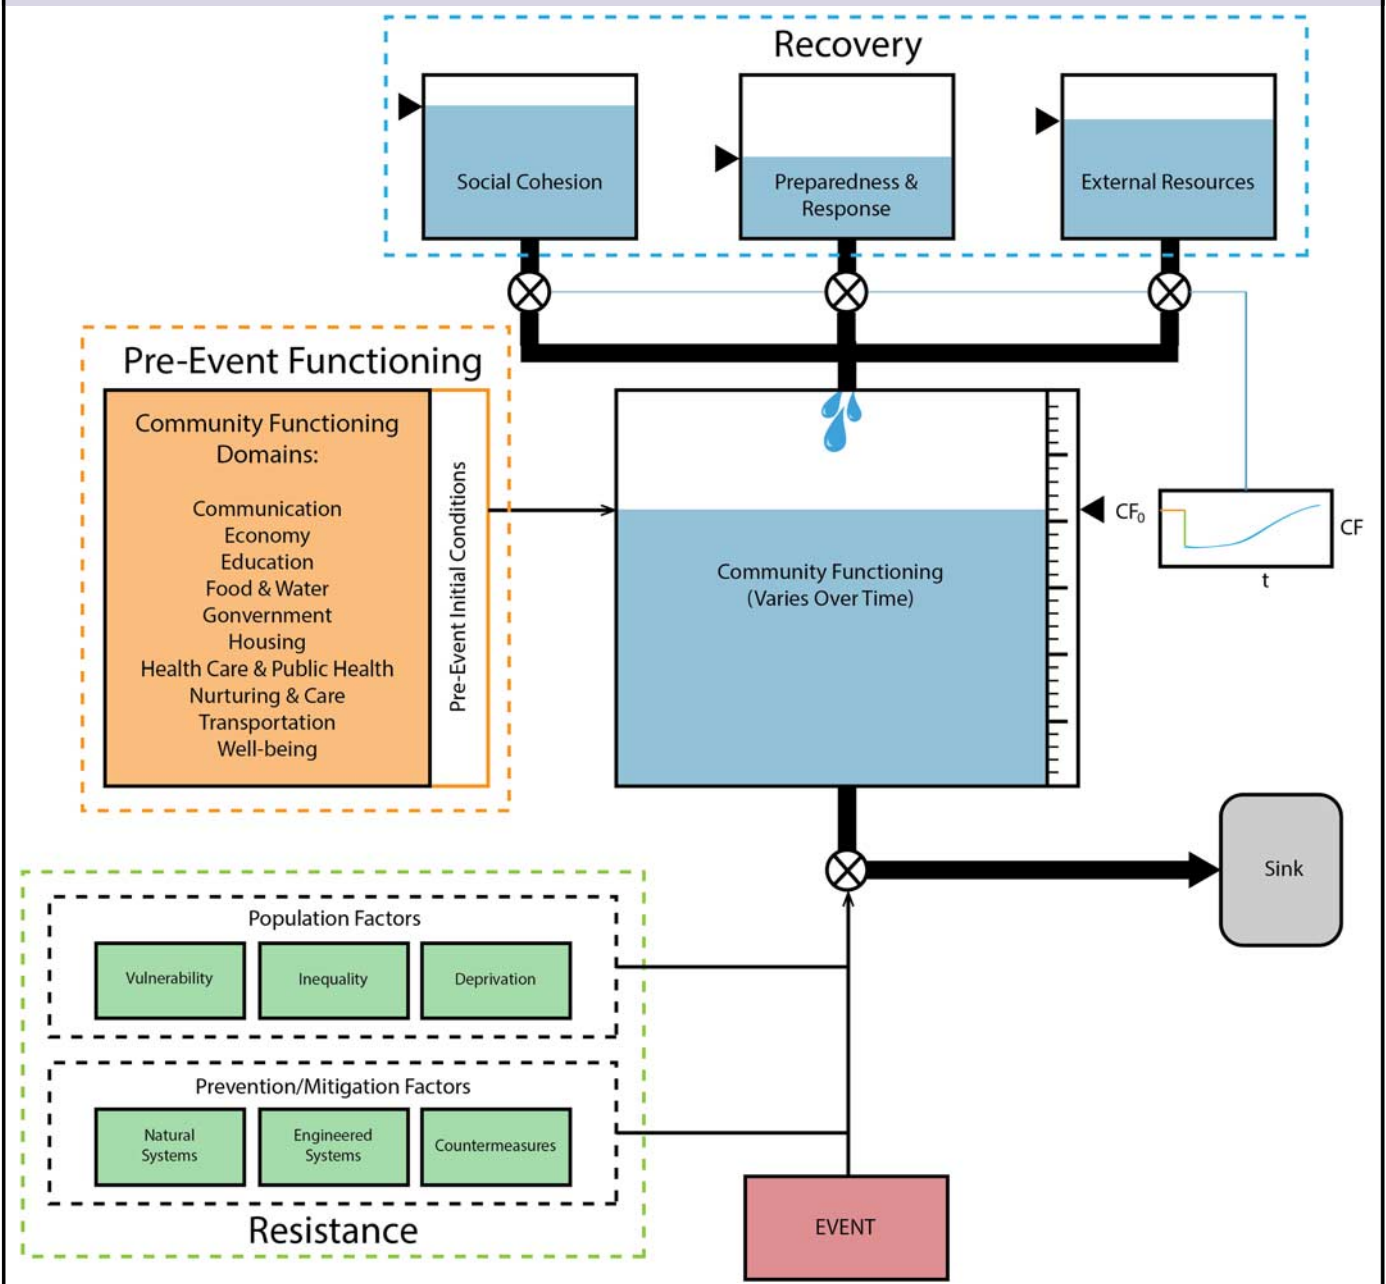 Recovery
Social Cohesion
Preparedness &
Response
External Resources
Pre-Event Functioning
Community Functioning
Domains:
Communication
Economy
Education
Food & Water
Gonvernment
Housing
Health Care & Public Health
Nurturing & Care
Transportation
Well-being
Pre-Event Initial Conditions
Community Functioning
(Varies Over Time)
CF₀
CF
t
Sink
Population Factors
Vulnerability
Inequality
Deprivation
Prevention/Mitigation Factors
Natural
Systems
Engineered
Systems
Countermeasures
Resistance
EVENT